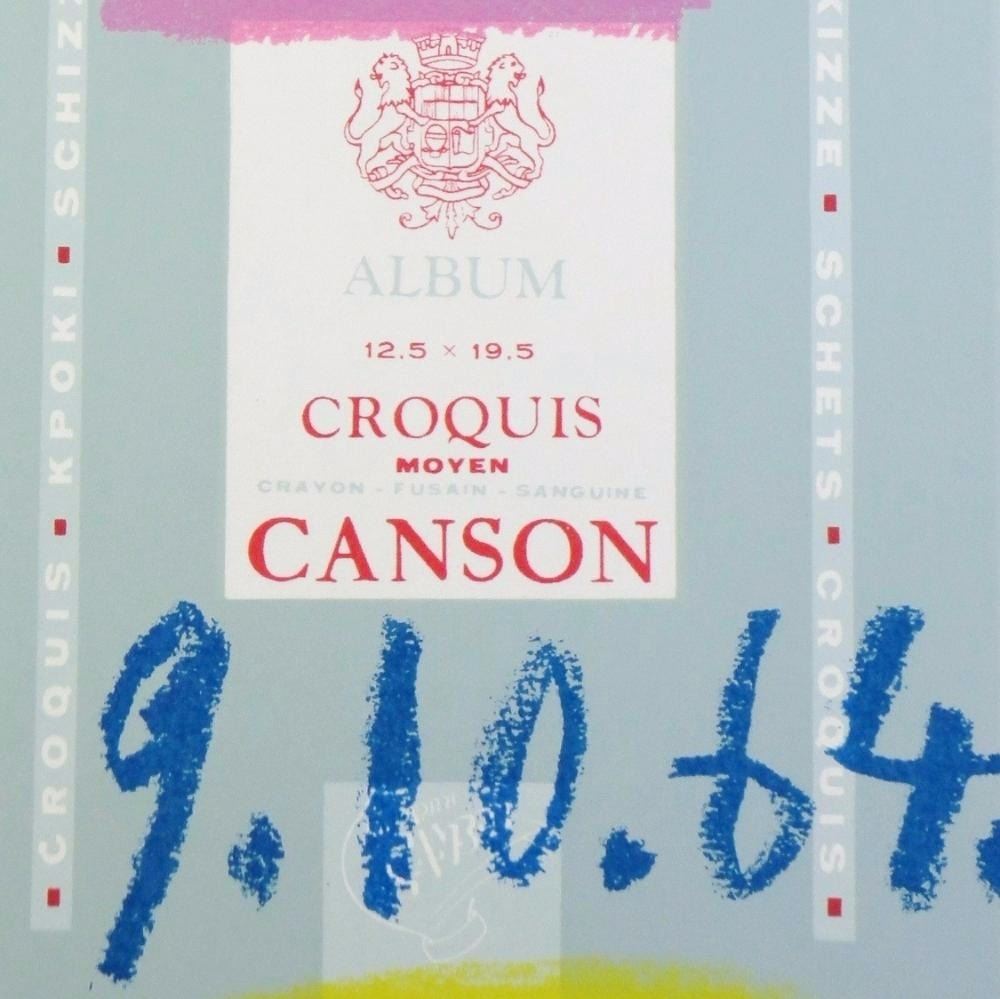 ALBUM
12.5 × 19.5
CROQUIS
MOYEN
CRAYON - FUSAIN - SANGUINE
CANSON
9.10.64.
CROQUIS ▪ КРОКІ ▪ SCHIZZ
KIZZE ▪ SCHETS ▪ CROQUIS